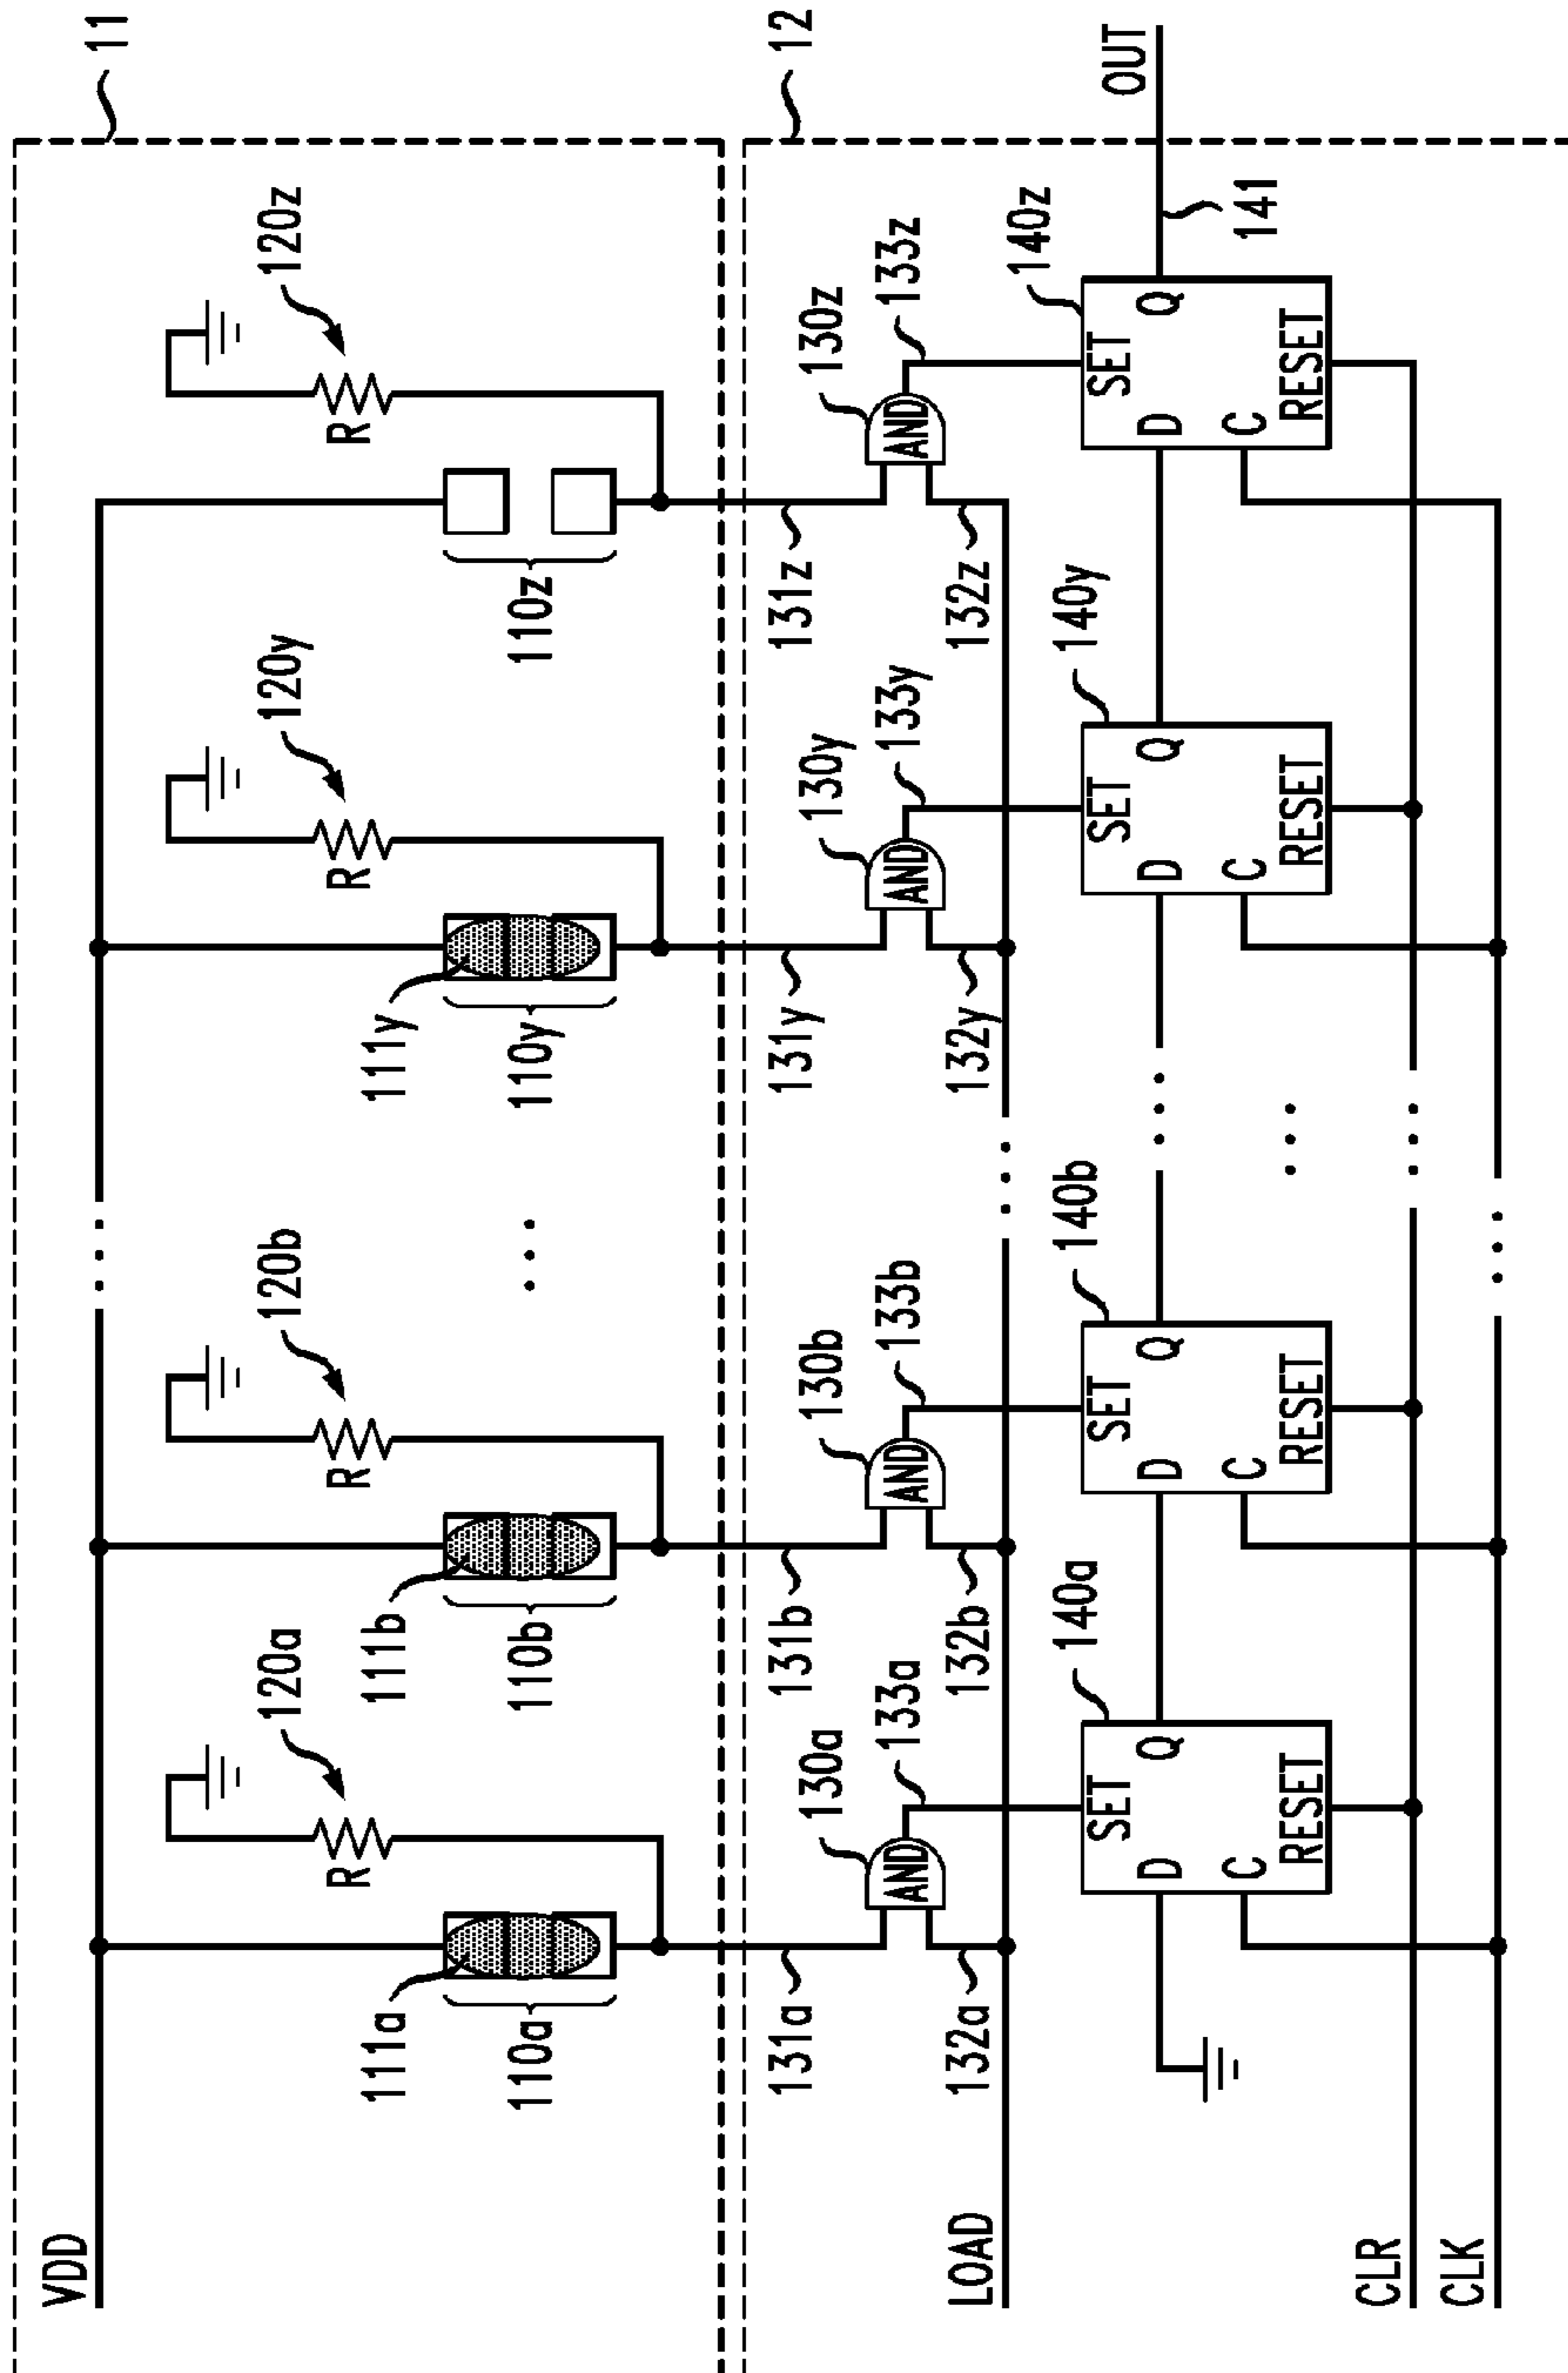 11
VDD
120a
120b
120y
120z
R
R
R
R
111a
111b
111y
110a
110b
110y
110z
12
131a
131b
131y
131z
130a
130b
130y
130z
AND
AND
AND
AND
133a
133b
133y
133z
132a
132b
132y
132z
LOAD
140a
140b
140y
140z
OUT
SET
SET
SET
SET
D Q
D Q
D Q
D Q
141
C
C
C
C
RESET
RESET
RESET
RESET
CLR
CLK